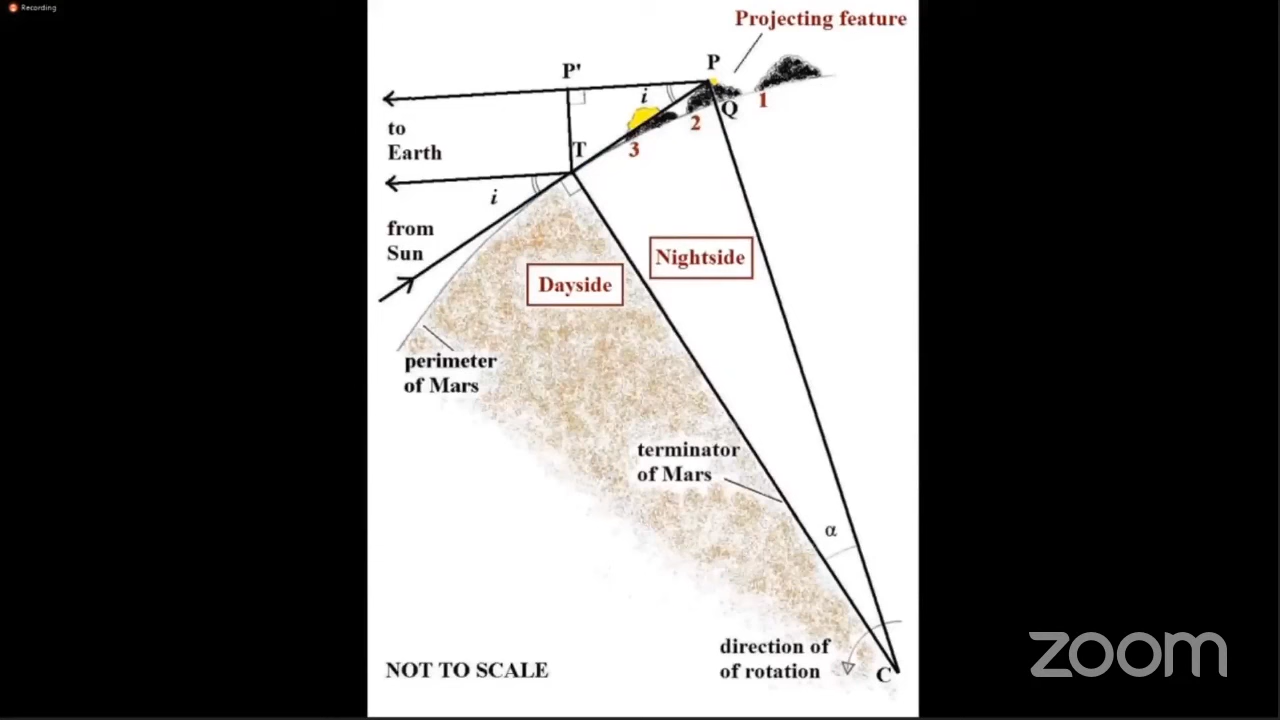 Recording
Projecting feature
P
P'
i
Q
1
2
3
to
Earth
T
i
from
Sun
Nightside
Dayside
perimeter
of Mars
terminator
of Mars
α
direction of
of rotation
C
NOT TO SCALE
zoom